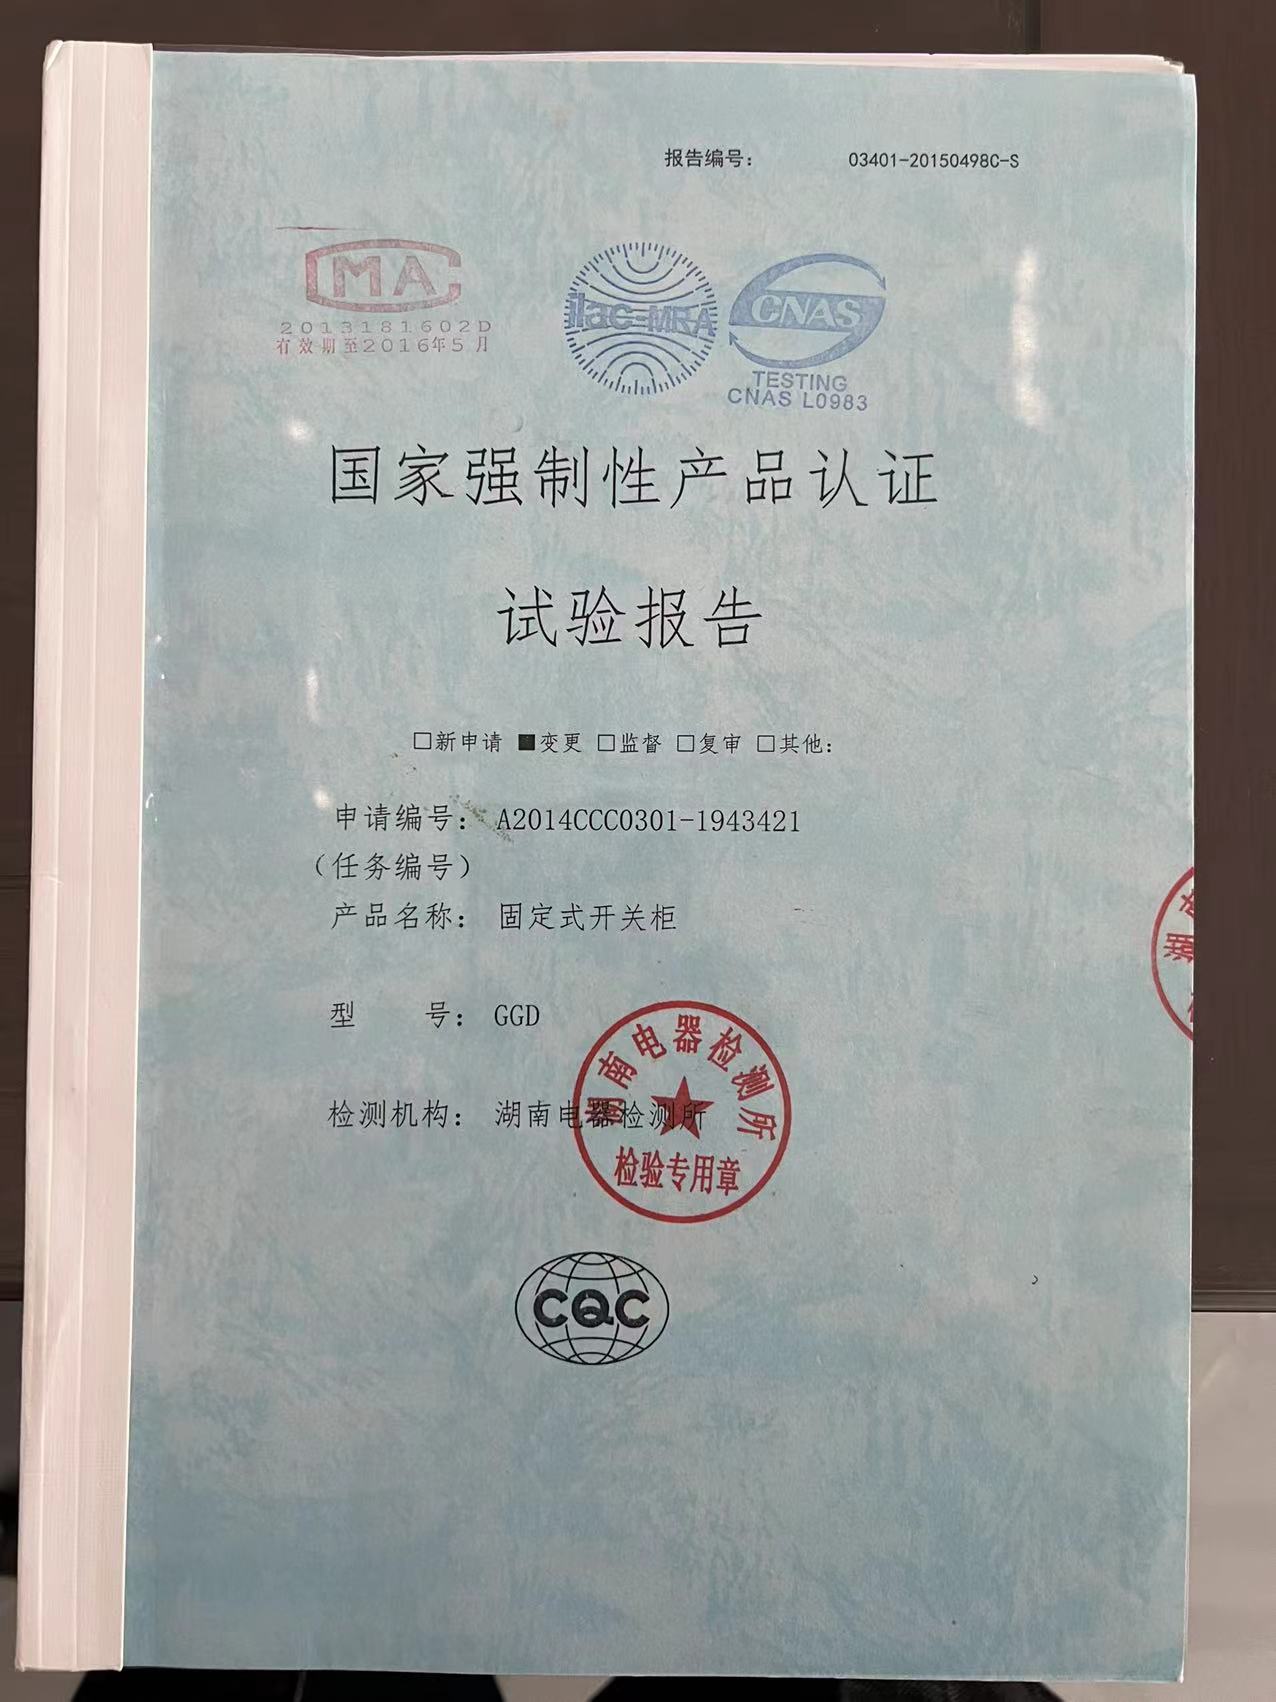 报告编号： 03401-20150498C-S
CMA
2013181602D
有效期至2016年5月
ilac-MRA
CNAS
TESTING
CNAS L0983
国家强制性产品认证
试验报告
□新申请 ■变更 □监督 □复审 □其他：
申请编号： A2014CCC0301-1943421
（任务编号）
产品名称： 固定式开关柜
型 号： GGD
检测机构： 湖南电器检测所
湖南电器检测所
检验专用章
湖南
CQC